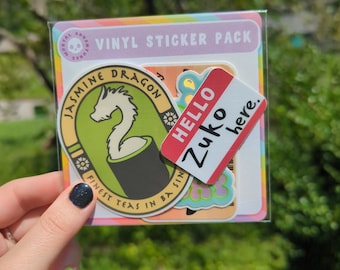 VINYL STICKER PACK
JASMINE DRAGON
FINEST TEAS IN BA SIN
HELLO
Zuko
here.